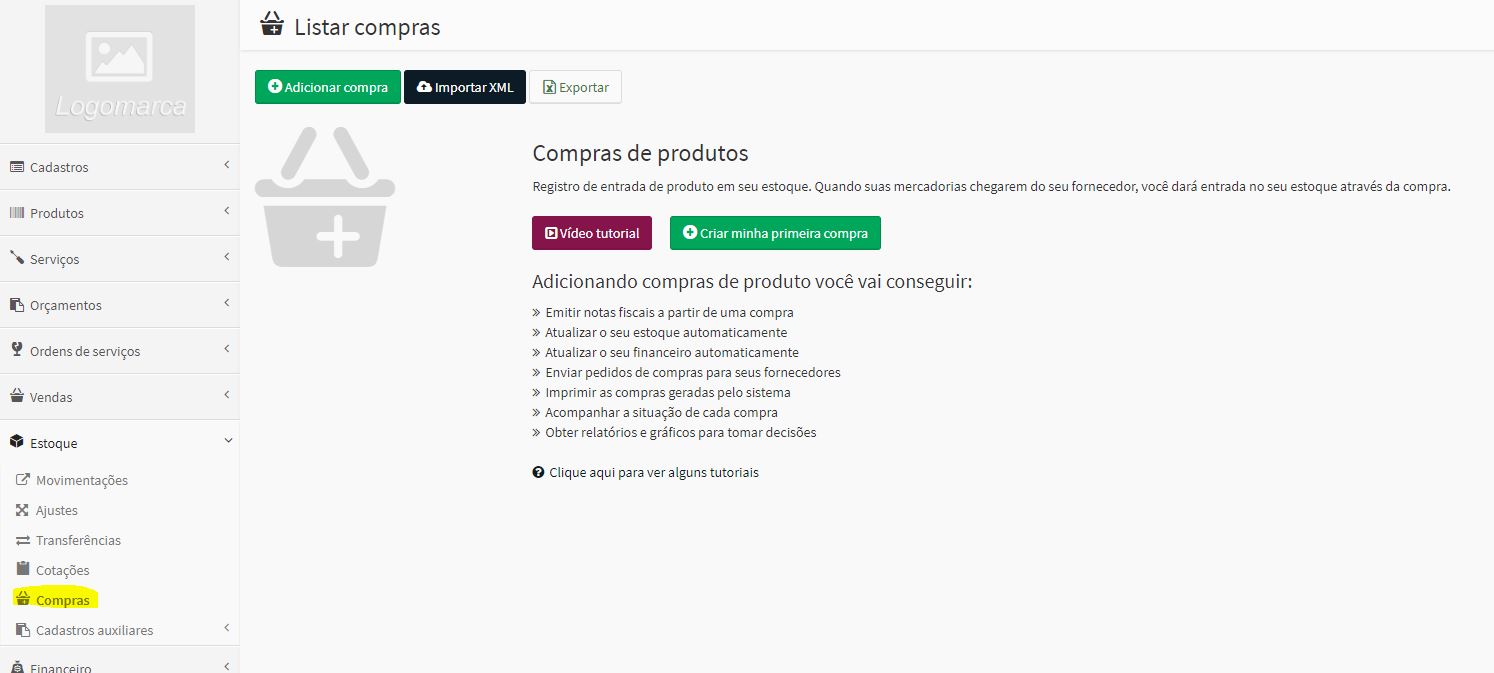 Logomarca
Cadastros
Produtos
Serviços
Orçamentos
Ordens de serviços
Vendas
Estoque
Movimentações
Ajustes
Transferências
Cotações
Compras
Cadastros auxiliares
Financeiro
Listar compras
Adicionar compra Importar XML Exportar
Compras de produtos
Registro de entrada de produto em seu estoque. Quando suas mercadorias chegarem do seu fornecedor, você dará entrada no seu estoque através da compra.
Vídeo tutorial Criar minha primeira compra
Adicionando compras de produto você vai conseguir:
» Emitir notas fiscais a partir de uma compra
» Atualizar o seu estoque automaticamente
» Atualizar o seu financeiro automaticamente
» Enviar pedidos de compras para seus fornecedores
» Imprimir as compras geradas pelo sistema
» Acompanhar a situação de cada compra
» Obter relatórios e gráficos para tomar decisões
Clique aqui para ver alguns tutoriais